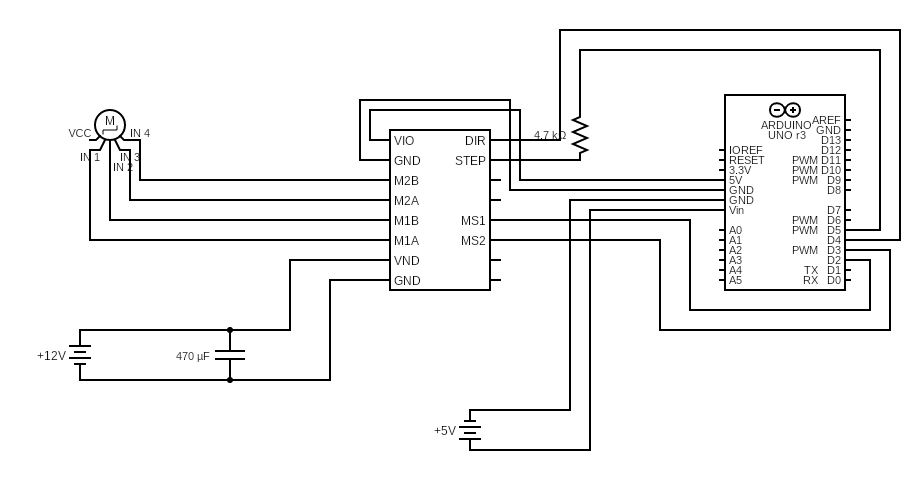 M
VCC
IN 4
IN 1
IN 3
IN 2
VIO
GND
M2B
M2A
M1B
M1A
VND
GND
DIR
STEP
MS1
MS2
4.7 kΩ
ARDUINO
UNO r3
IOREF
RESET
3.3V
5V
GND
GND
Vin
A0
A1
A2
A3
A4
A5
AREF
GND
D13
D12
PWM D11
PWM D10
PWM D9
D8
D7
PWM D6
PWM D5
D4
PWM D3
D2
TX D1
RX D0
+12V
470 µF
+5V